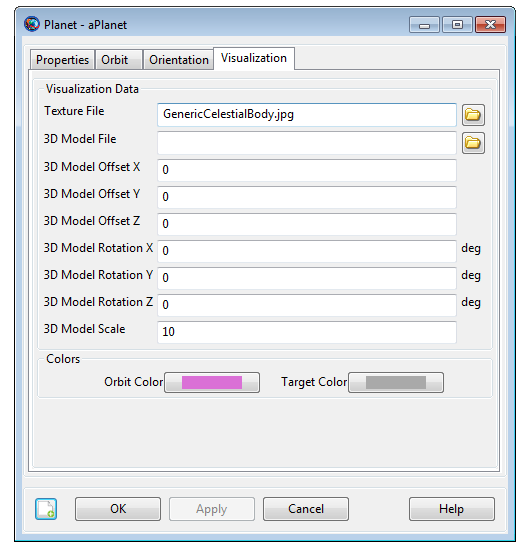 Planet - aPlanet
Properties Orbit Orientation Visualization
Visualization Data
Texture File GenericCelestialBody.jpg
3D Model File
3D Model Offset X 0
3D Model Offset Y 0
3D Model Offset Z 0
3D Model Rotation X 0 deg
3D Model Rotation Y 0 deg
3D Model Rotation Z 0 deg
3D Model Scale 10
Colors
Orbit Color Target Color
OK Apply Cancel Help